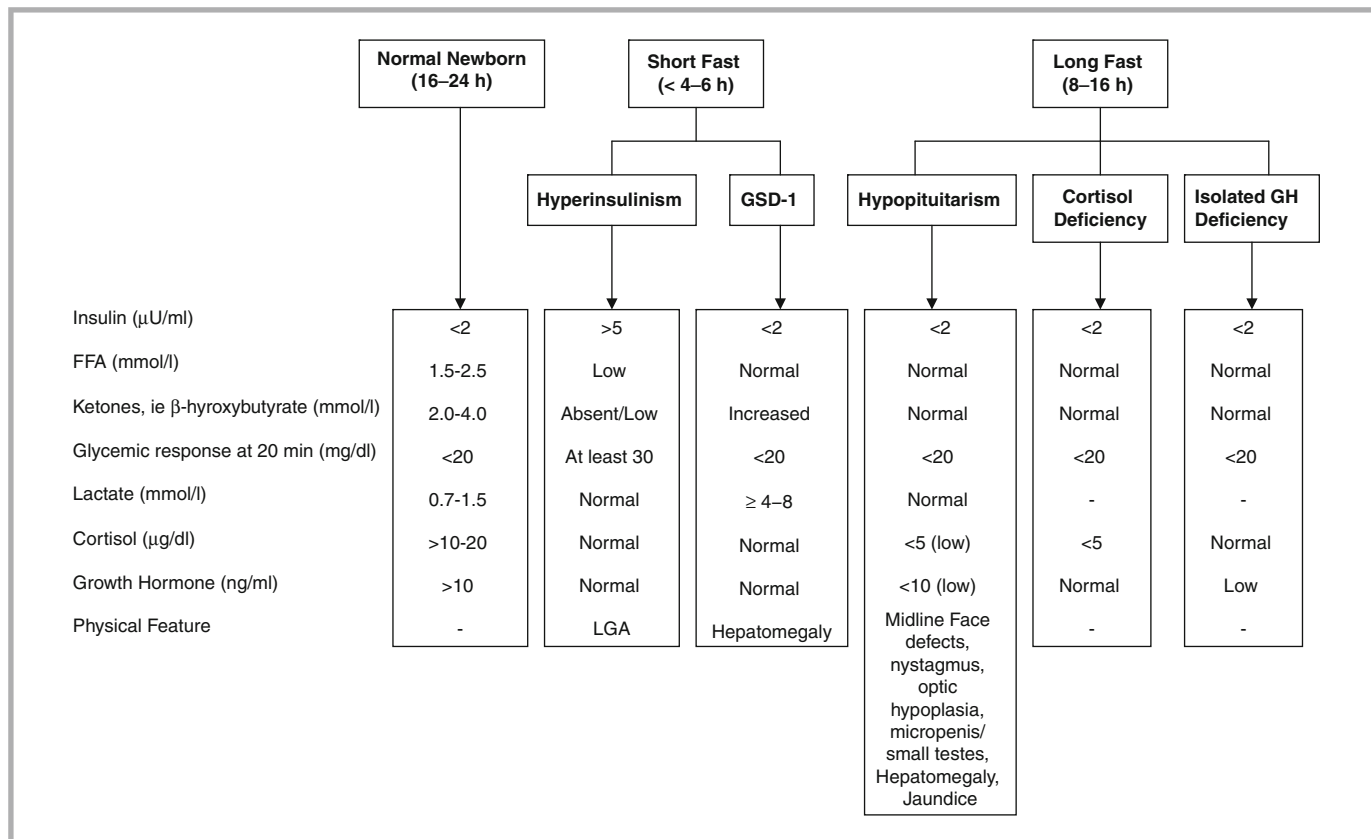 Normal Newborn
(16–24 h)
Short Fast
(< 4–6 h)
Long Fast
(8–16 h)
Hyperinsulinism
GSD-1
Hypopituitarism
Cortisol
Deficiency
Isolated GH
Deficiency
Insulin (μU/ml) <2 >5 <2 <2 <2 <2
FFA (mmol/l) 1.5-2.5 Low Normal Normal Normal Normal
Ketones, ie β-hyroxybutyrate (mmol/l) 2.0-4.0 Absent/Low Increased Normal Normal Normal
Glycemic response at 20 min (mg/dl) <20 At least 30 <20 <20 <20 <20
Lactate (mmol/l) 0.7-1.5 Normal ≥ 4–8 Normal - -
Cortisol (μg/dl) >10-20 Normal Normal <5 (low) <5 Normal
Growth Hormone (ng/ml) >10 Normal Normal <10 (low) Normal Low
Physical Feature - LGA Hepatomegaly Midline Face - -
defects,
nystagmus,
optic
hypoplasia,
micropenis/
small testes,
Hepatomegaly,
Jaundice